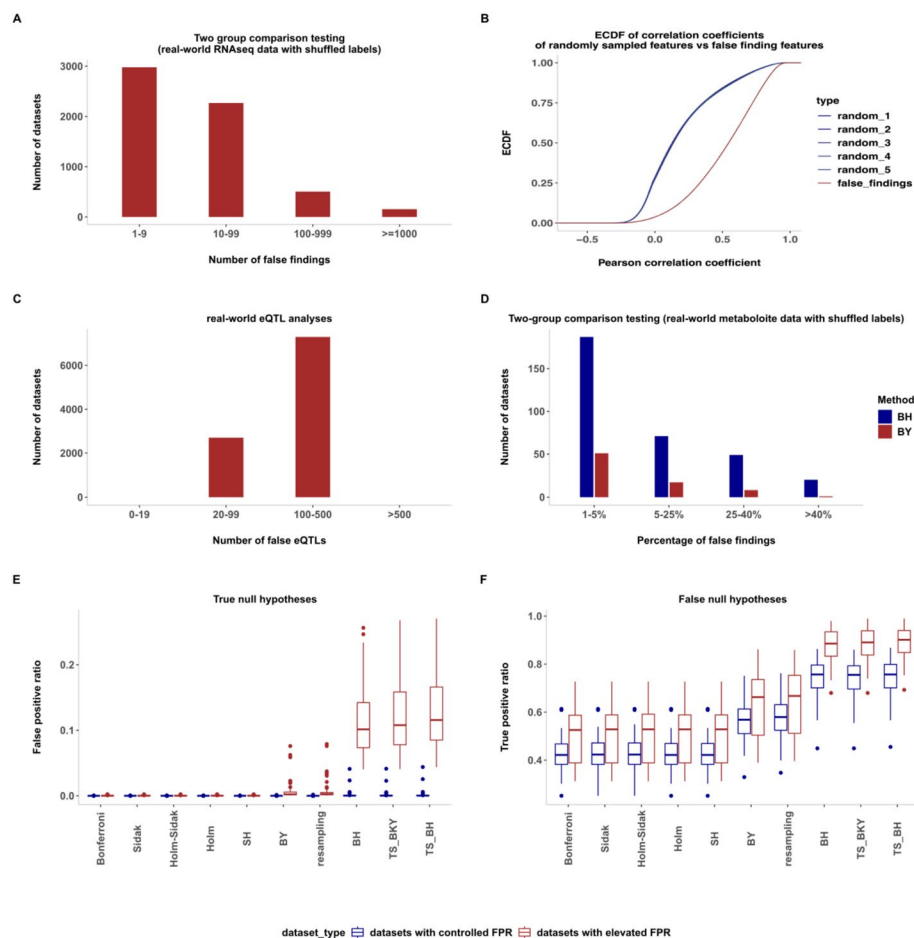 A
Two group comparison testing
(real-world RNAseq data with shuffled labels)
Number of datasets
3000
2000
1000
0
1-9
10-99
100-999
>=1000
Number of false findings
B
ECDF of correlation coefficients
of randomly sampled features vs false finding features
ECDF
1.00
0.75
0.50
0.25
0.00
−0.5
0.0
0.5
1.0
Pearson correlation coefficient
type
random_1
random_2
random_3
random_4
random_5
false_findings
C
real-world eQTL analyses
Number of datasets
6000
4000
2000
0
0-19
20-99
100-500
>500
Number of false eQTLs
D
Two-group comparison testing (real-world metaboloite data with shuffled labels)
Number of datasets
150
100
50
0
1-5%
5-25%
25-40%
>40%
Percentage of false findings
Method
BH
BY
E
True null hypotheses
False positive ratio
0.2
0.1
0.0
Bonferroni
Sidak
Holm-Sidak
Holm
SH
BY
resampling
BH
TS_BKY
TS_BH
F
False null hypotheses
True positive ratio
1.0
0.8
0.6
0.4
Bonferroni
Sidak
Holm-Sidak
Holm
SH
BY
resampling
BH
TS_BKY
TS_BH
dataset_type datasets with controlled FPR datasets with elevated FPR